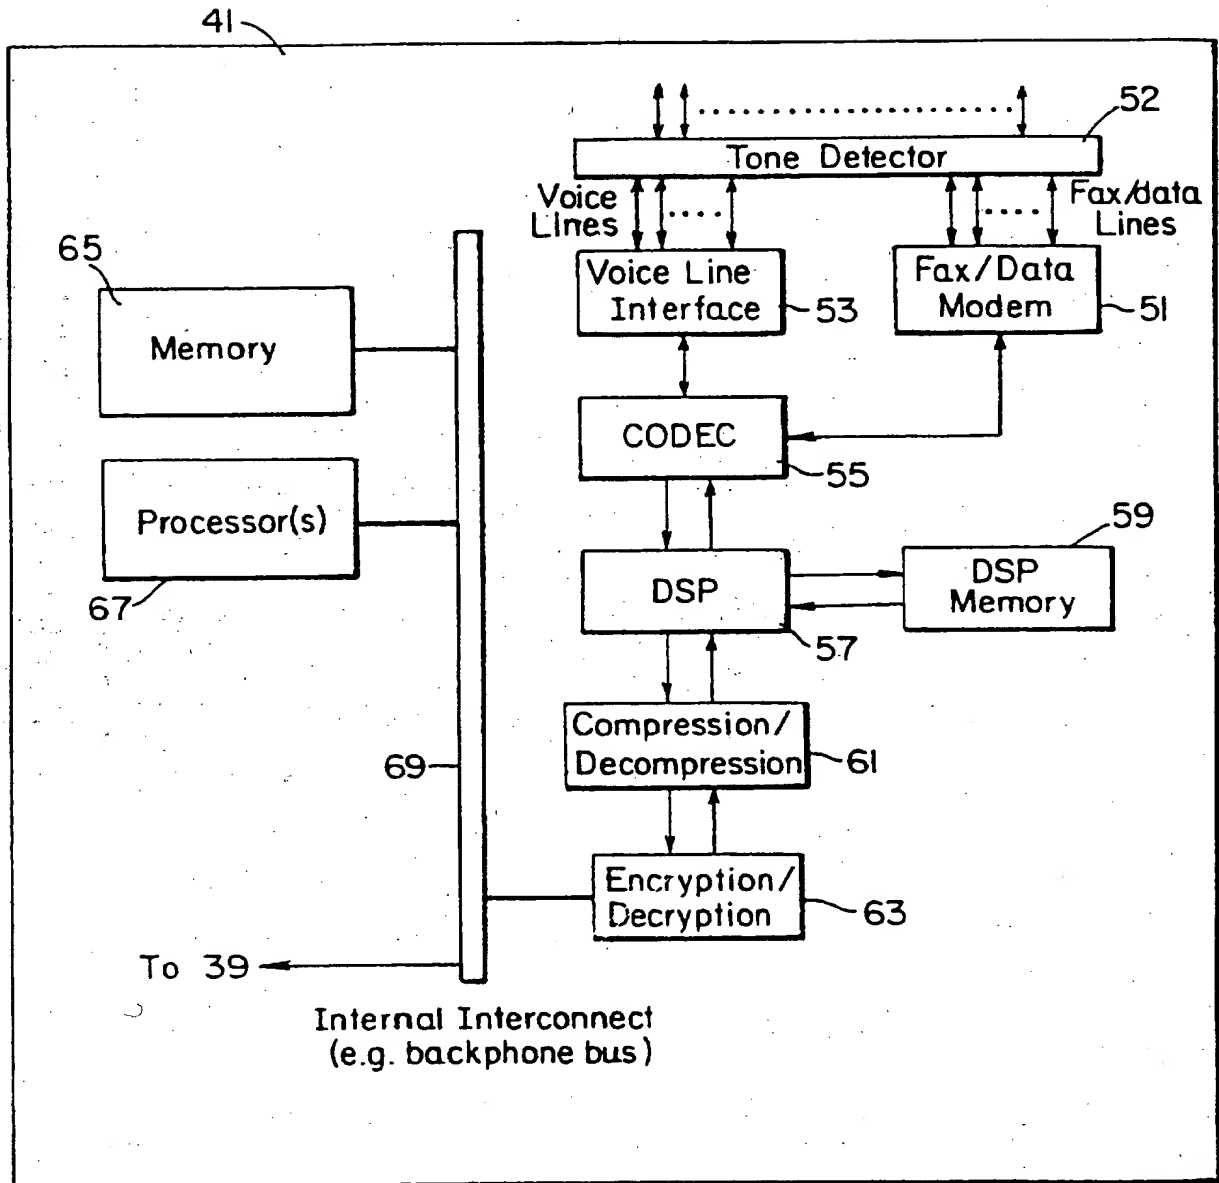 41
52
Tone Detector
Voice
Lines
Fax/data
Lines
65
Voice Line
Interface
53
Fax/Data
Modem
51
Memory
CODEC
55
Processor(s)
67
59
DSP
57
DSP
Memory
69
Compression/
Decompression
61
Encryption/
Decryption
63
To 39
Internal Interconnect
(e.g. backphone bus)